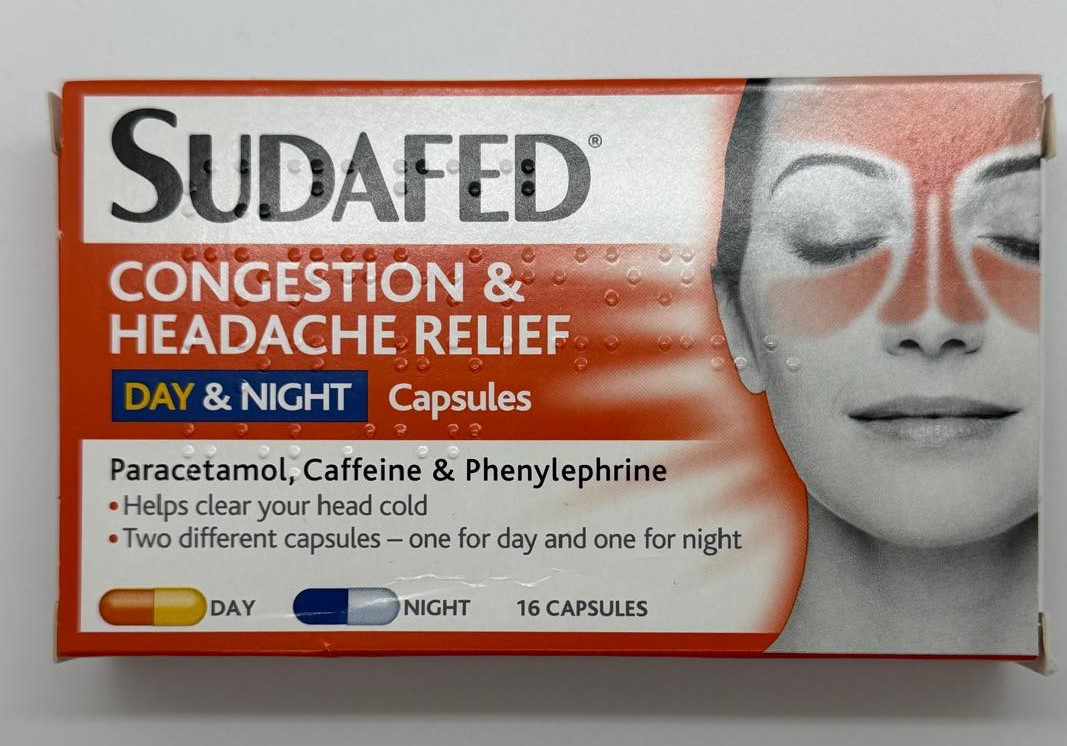 SUDAFED®
CONGESTION &
HEADACHE RELIEF
DAY & NIGHT Capsules
Paracetamol, Caffeine & Phenylephrine
• Helps clear your head cold
• Two different capsules – one for day and one for night
DAY NIGHT 16 CAPSULES